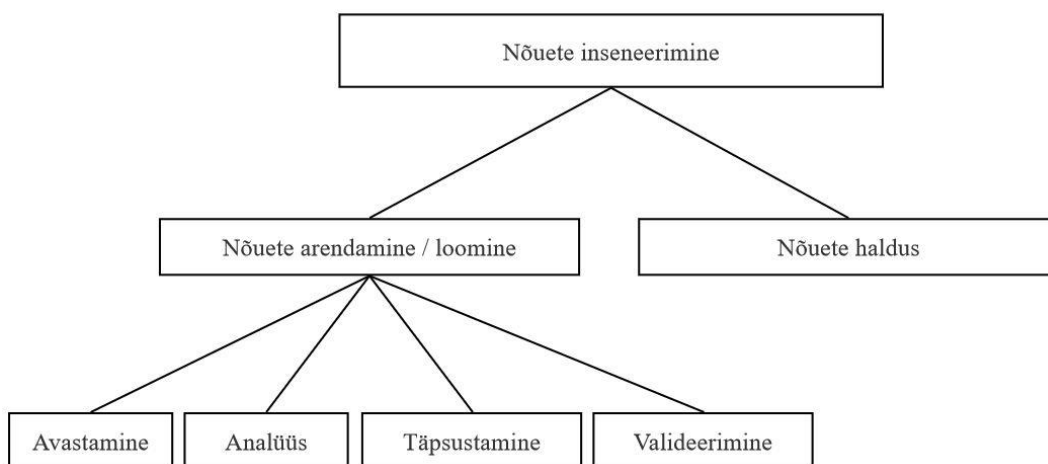 Nõuete inseneerimine
Nõuete arendamine / loomine
Nõuete haldus
Avastamine
Analüüs
Täpsustamine
Valideerimine